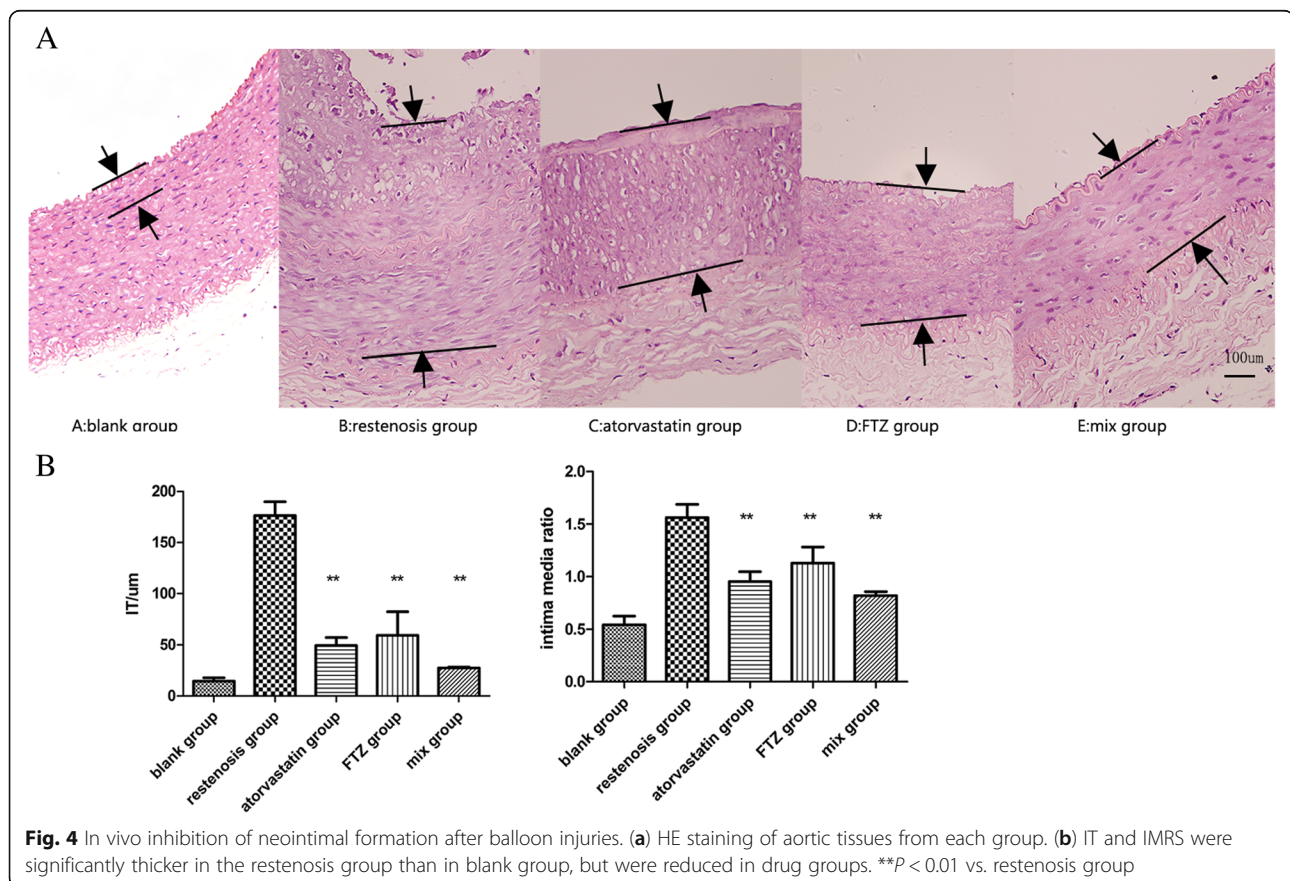 A
100um
A:blank group
B:restenosis group
C:atorvastatin group
D:FTZ group
E:mix group
B
IT/um
200
150
100
50
0
blank group
restenosis group
atorvastatin group
FTZ group
mix group
**
**
**
intima media ratio
2.0
1.5
1.0
0.5
0.0
blank group
restenosis group
atorvastatin group
FTZ group
mix group
**
**
**
Fig. 4 In vivo inhibition of neointimal formation after balloon injuries. (a) HE staining of aortic tissues from each group. (b) IT and IMRS were
significantly thicker in the restenosis group than in blank group, but were reduced in drug groups. **P < 0.01 vs. restenosis group